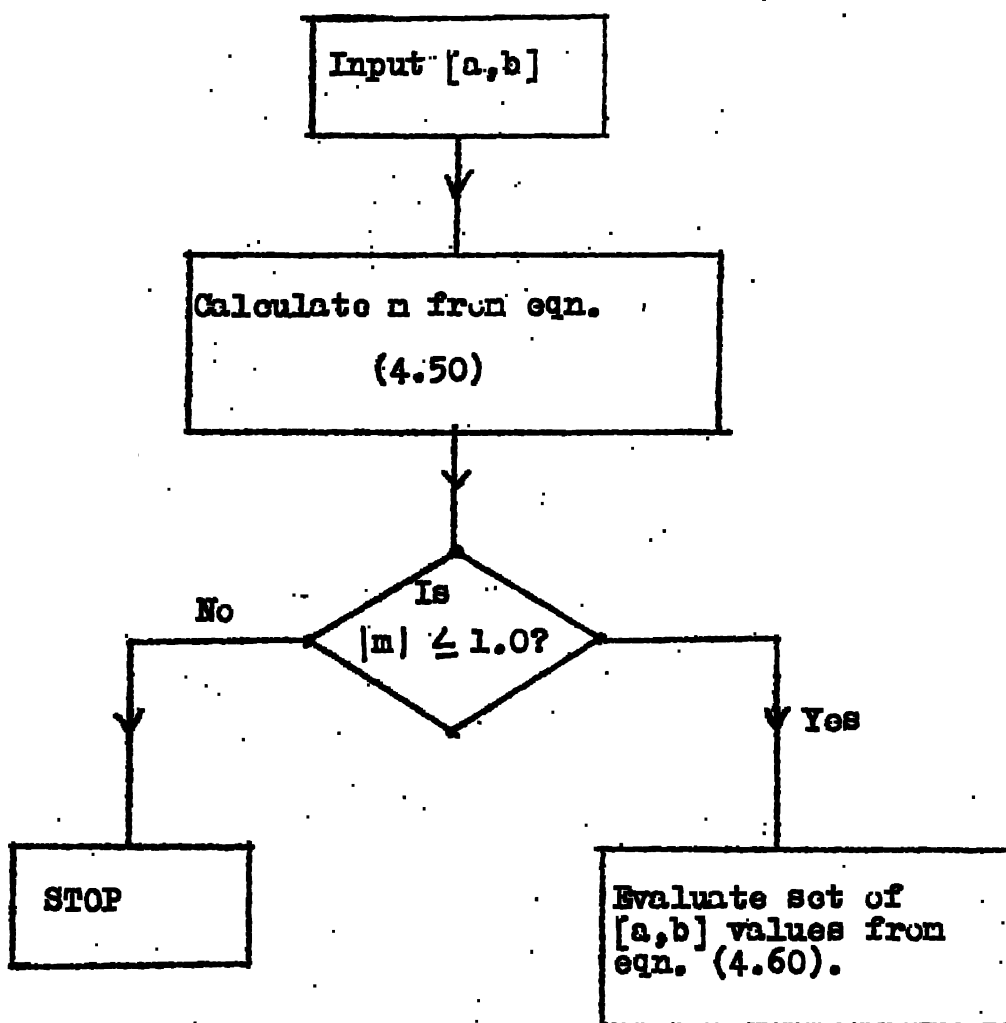 Input [a,b]
Calculate m from eqn.
(4.50)
Is
|m| ≤ 1.0?
No
Yes
STOP
Evaluate set of
[a,b] values from
eqn. (4.60).